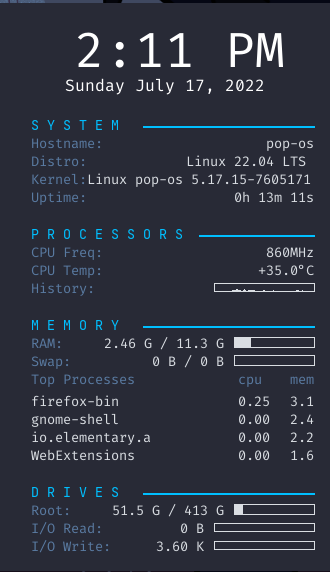 2:11 PM
Sunday July 17, 2022
SYSTEM
Hostname: pop-os
Distro: Linux 22.04 LTS
Kernel:Linux pop-os 5.17.15-7605171
Uptime: 0h 13m 11s
PROCESSORS
CPU Freq: 860MHz
CPU Temp: +35.0°C
History:
MEMORY
RAM: 2.46 G / 11.3 G
Swap: 0 B / 0 B
Top Processes cpu mem
firefox-bin 0.25 3.1
gnome-shell 0.00 2.4
io.elementary.a 0.00 2.2
WebExtensions 0.00 1.6
DRIVES
Root: 51.5 G / 413 G
I/O Read: 0 B
I/O Write: 3.60 K